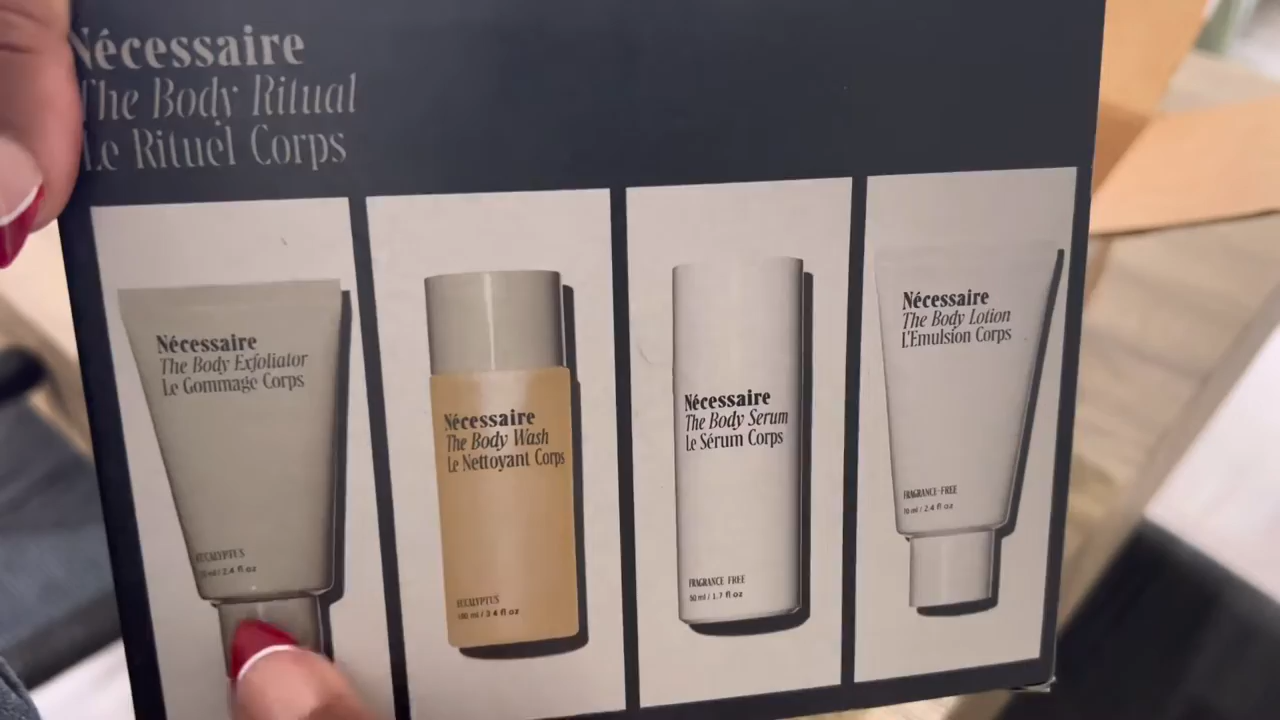 Nécessaire
The Body Ritual
Le Rituel Corps
Nécessaire
The Body Exfoliator
Le Gommage Corps
EUCALYPTUS
70 ml / 2.4 fl oz
Nécessaire
The Body Wash
Le Nettoyant Corps
EUCALYPTUS
100 ml / 3.4 fl oz
Nécessaire
The Body Serum
Le Sérum Corps
FRAGRANCE-FREE
50 ml / 1.7 fl oz
Nécessaire
The Body Lotion
L'Emulsion Corps
FRAGRANCE-FREE
70 ml / 2.4 fl oz